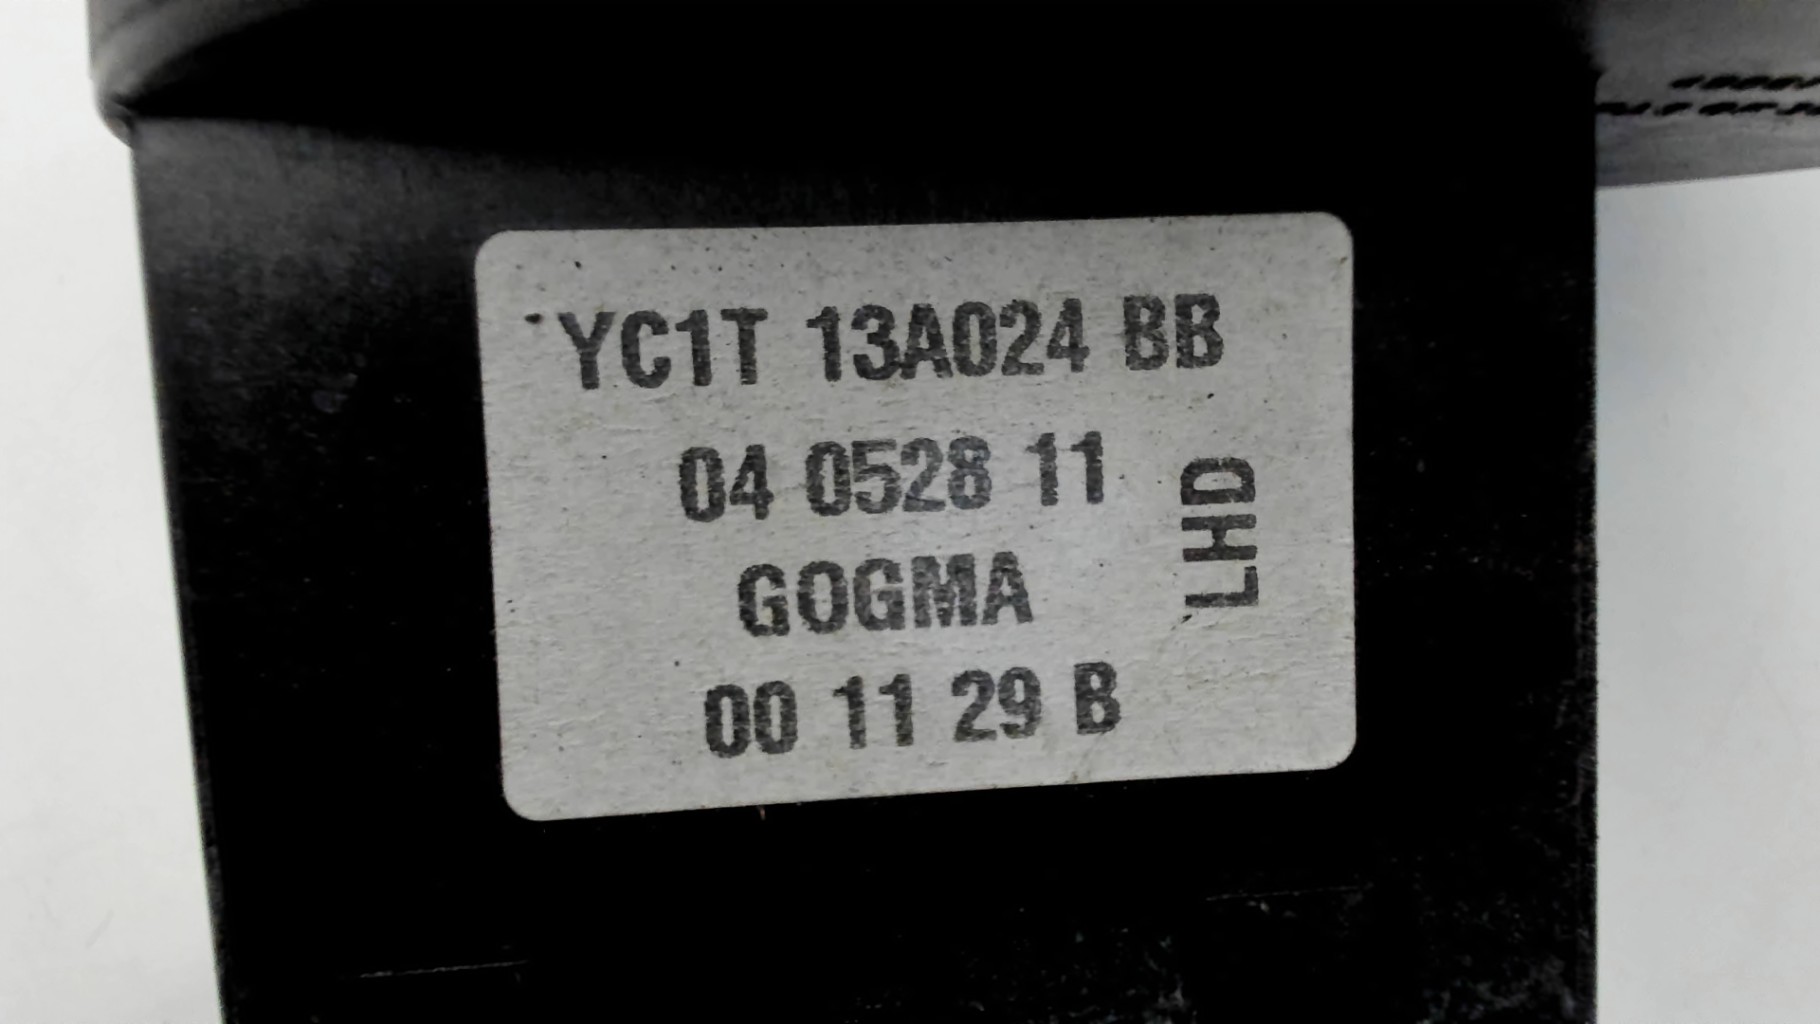 YC1T 13A024 BB
04 0528 11
LHD
GOGMA
00 11 29 B